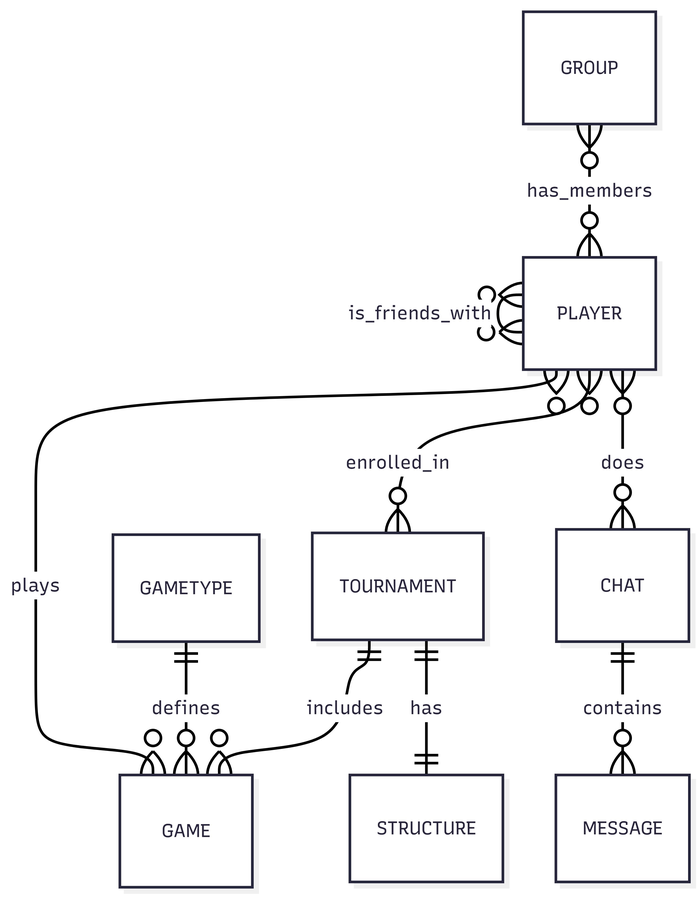 GROUP
has_members
is_friends_with
PLAYER
enrolled_in
does
plays
GAMETYPE
TOURNAMENT
CHAT
defines
includes
has
contains
GAME
STRUCTURE
MESSAGE